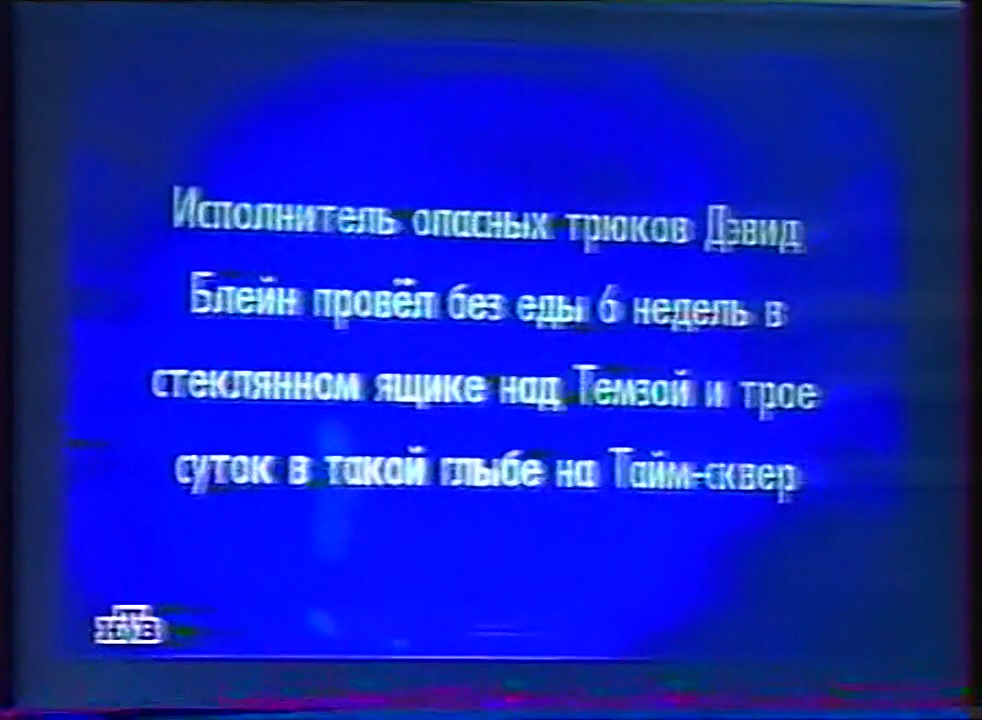 Исполнитель опасных трюков Дэвид
Блейн провёл без еды 6 недель в
стеклянном ящике над Темзой и трое
суток в такой глыбе на Тайм-сквер
НТВ